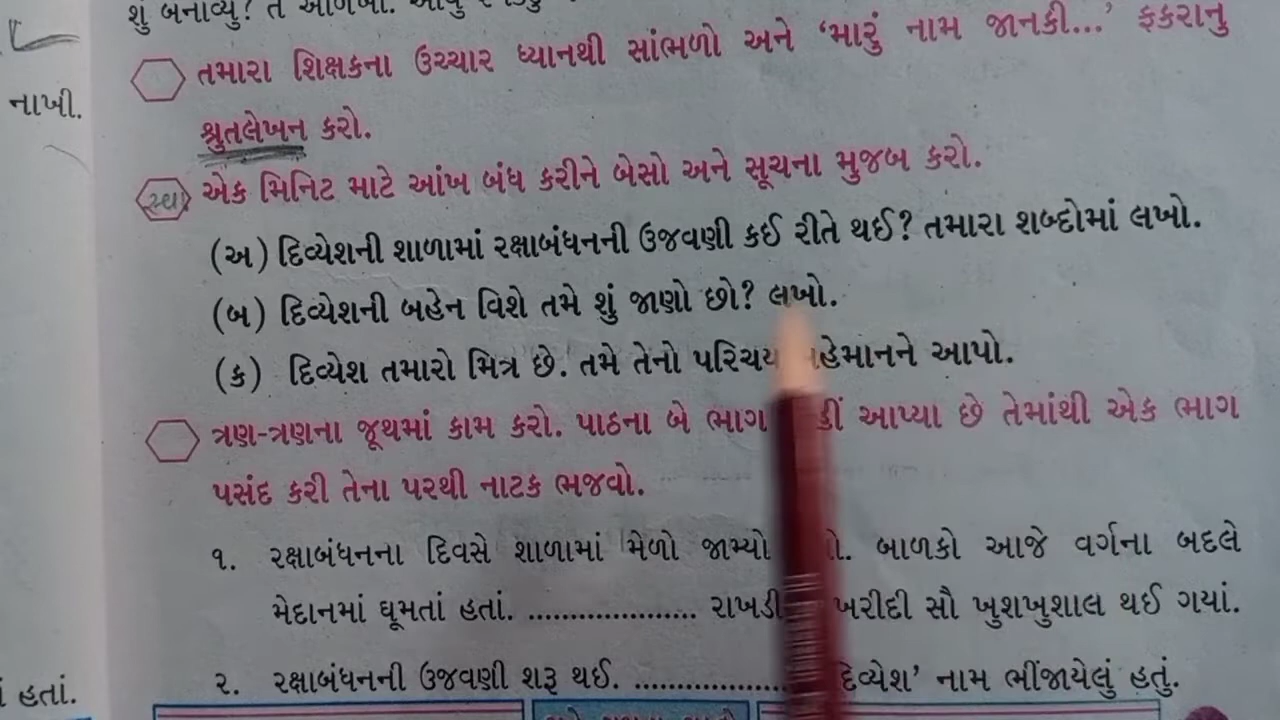 શું બનાવ્યું? તે
તમારા શિક્ષકના ઉચ્ચાર ધ્યાનથી સાંભળો અને ‘મારું નામ જાનકી...’ ફકરાનુ
નાખી.
શ્રુતલેખન કરો.
સ્વા એક મિનિટ માટે આંખ બંધ કરીને બેસો અને સૂચના મુજબ કરો.
(અ) દિવ્યેશની શાળામાં રક્ષાબંધનની ઉજવણી કઈ રીતે થઈ? તમારા શબ્દોમાં લખો.
(બ) દિવ્યેશની બહેન વિશે તમે શું જાણો છો? લખો.
(ક) દિવ્યેશ તમારો મિત્ર છે. તમે તેનો પરિચય મહેમાનને આપો.
ત્રણ-ત્રણના જૂથમાં કામ કરો. પાઠના બે ભાગ આપ્યા છે તેમાંથી એક ભાગ
પસંદ કરી તેના પરથી નાટક ભજવો.
૧. રક્ષાબંધનના દિવસે શાળામાં મેળો જામ્યો . બાળકો આજે વર્ગના બદલે
મેદાનમાં ઘૂમતાં હતાં. .................... રાખડી ખરીદી સૌ ખુશખુશાલ થઈ ગયાં.
૨. રક્ષાબંધનની ઉજવણી શરૂ થઈ. .................. દિવ્યેશ’ નામ ભીંજાયેલું હતું.
હતાં.